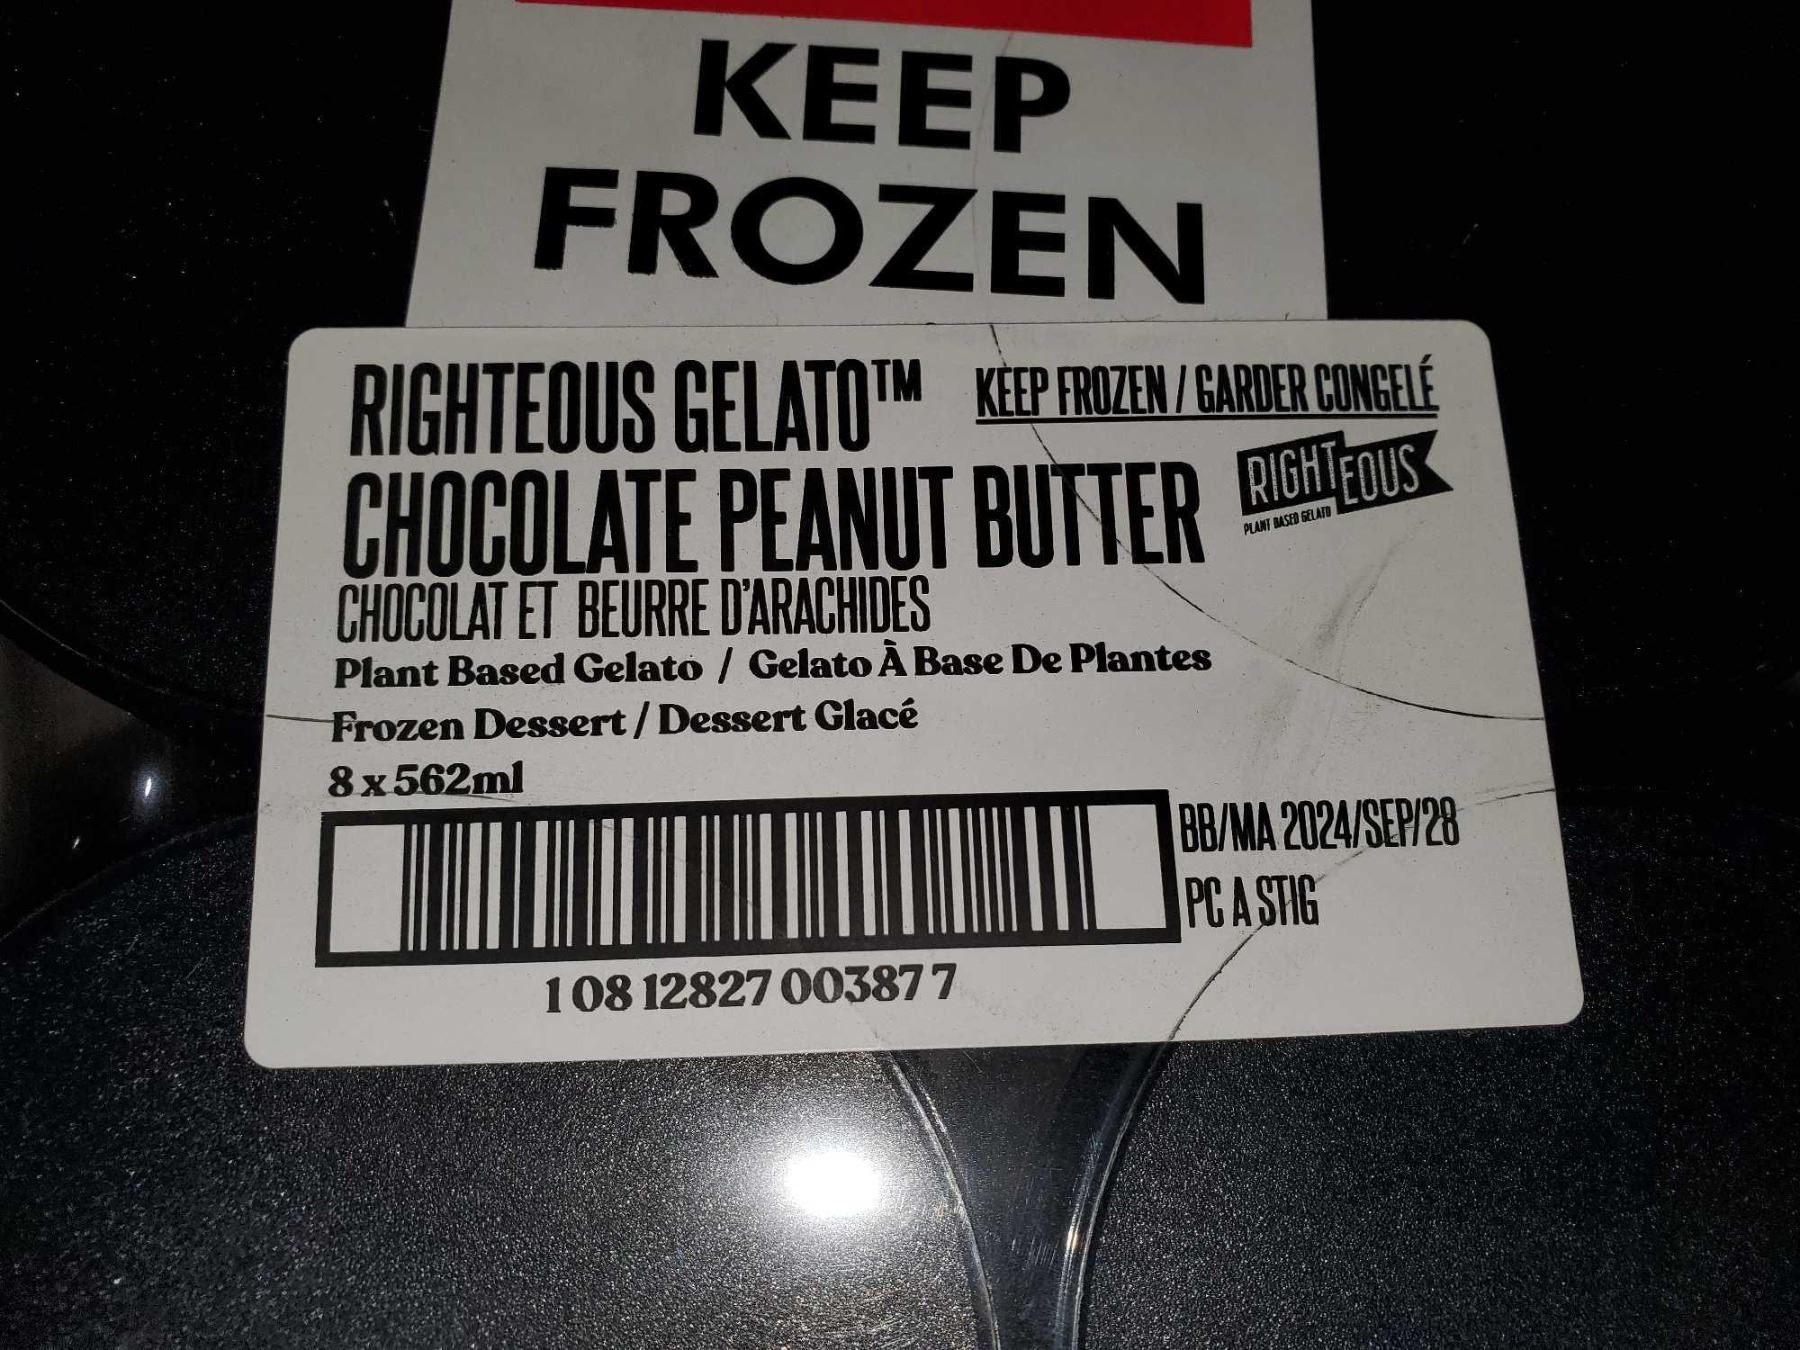 KEEP
FROZEN
RIGHTEOUS GELATO™
KEEP FROZEN / GARDER CONGELÉ
CHOCOLATE PEANUT BUTTER
RIGHTEOUS
PLANT BASED GELATO
CHOCOLAT ET BEURRE D'ARACHIDES
Plant Based Gelato / Gelato À Base De Plantes
Frozen Dessert / Dessert Glacé
8 x 562ml
BB/MA 2024/SEP/28
PC A STIG
1 08 12827 00387 7